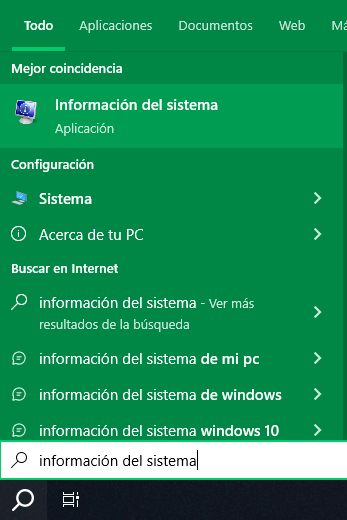 Todo Aplicaciones Documentos Web Má
Mejor coincidencia
Información del sistema
Aplicación
Configuración
Sistema
Acerca de tu PC
Buscar en Internet
información del sistema - Ver más
resultados de la búsqueda
información del sistema de mi pc
información del sistema de windows
información del sistema windows 10
información del sistema